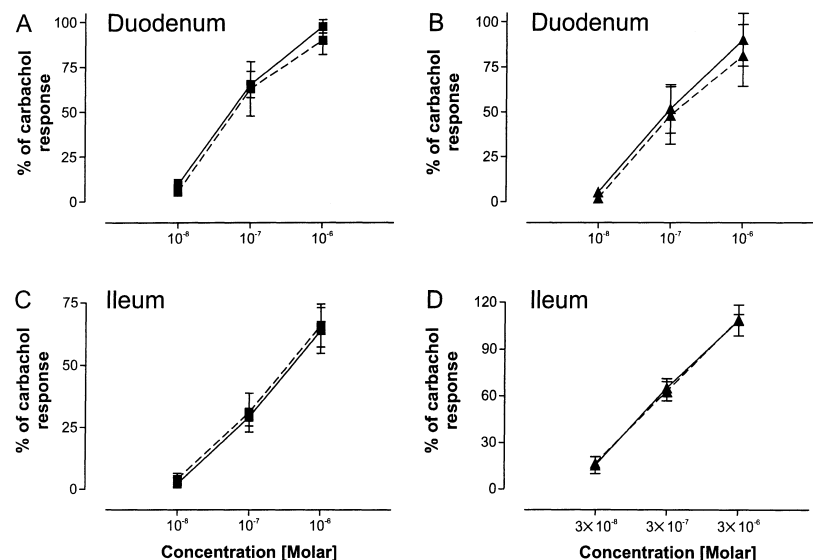 A
Duodenum
% of carbachol
response
100
75
50
25
0
10⁻⁸
10⁻⁷
10⁻⁶
B
Duodenum
% of carbachol
response
100
75
50
25
0
10⁻⁸
10⁻⁷
10⁻⁶
C
Ileum
% of carbachol
response
75
50
25
0
10⁻⁸
10⁻⁷
10⁻⁶
Concentration [Molar]
D
Ileum
% of carbachol
response
120
90
60
30
0
3×10⁻⁸
3×10⁻⁷
3×10⁻⁶
Concentration [Molar]